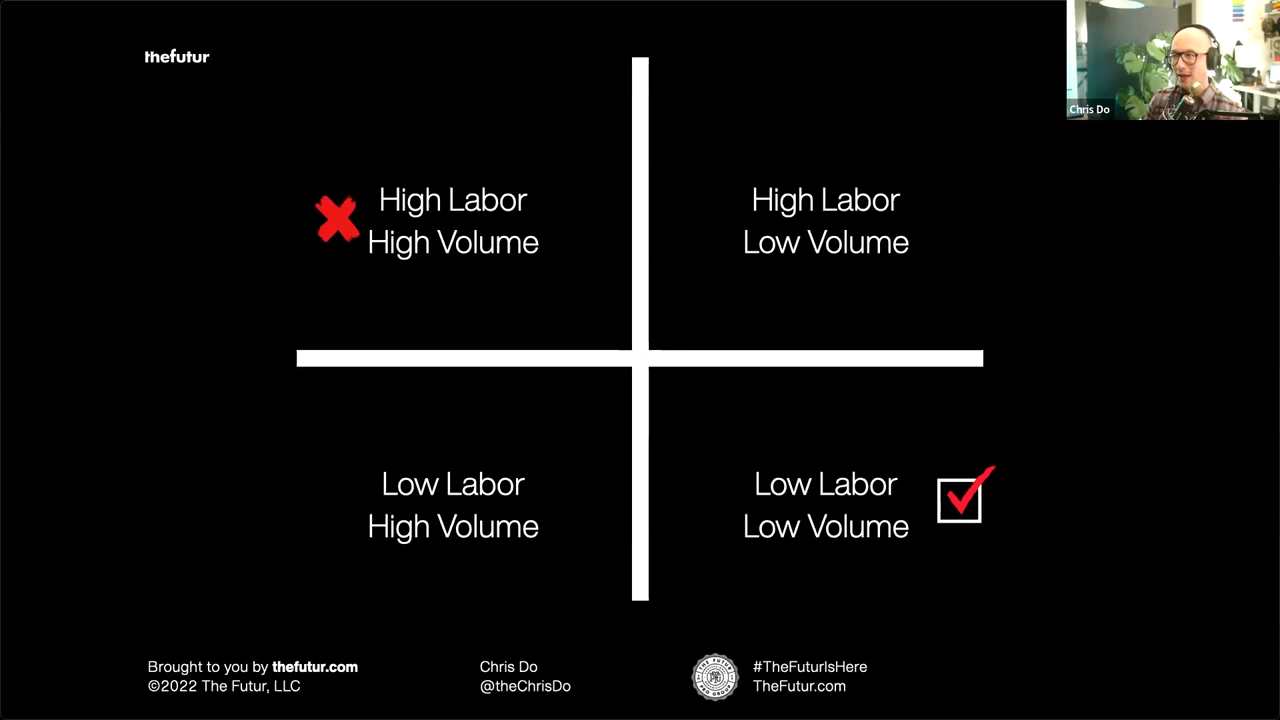 thefutur
Chris Do
High Labor
High Volume
High Labor
Low Volume
Low Labor
High Volume
Low Labor
Low Volume
Brought to you by thefutur.com
©2022 The Futur, LLC
Chris Do
@theChrisDo
#TheFuturIsHere
TheFutur.com